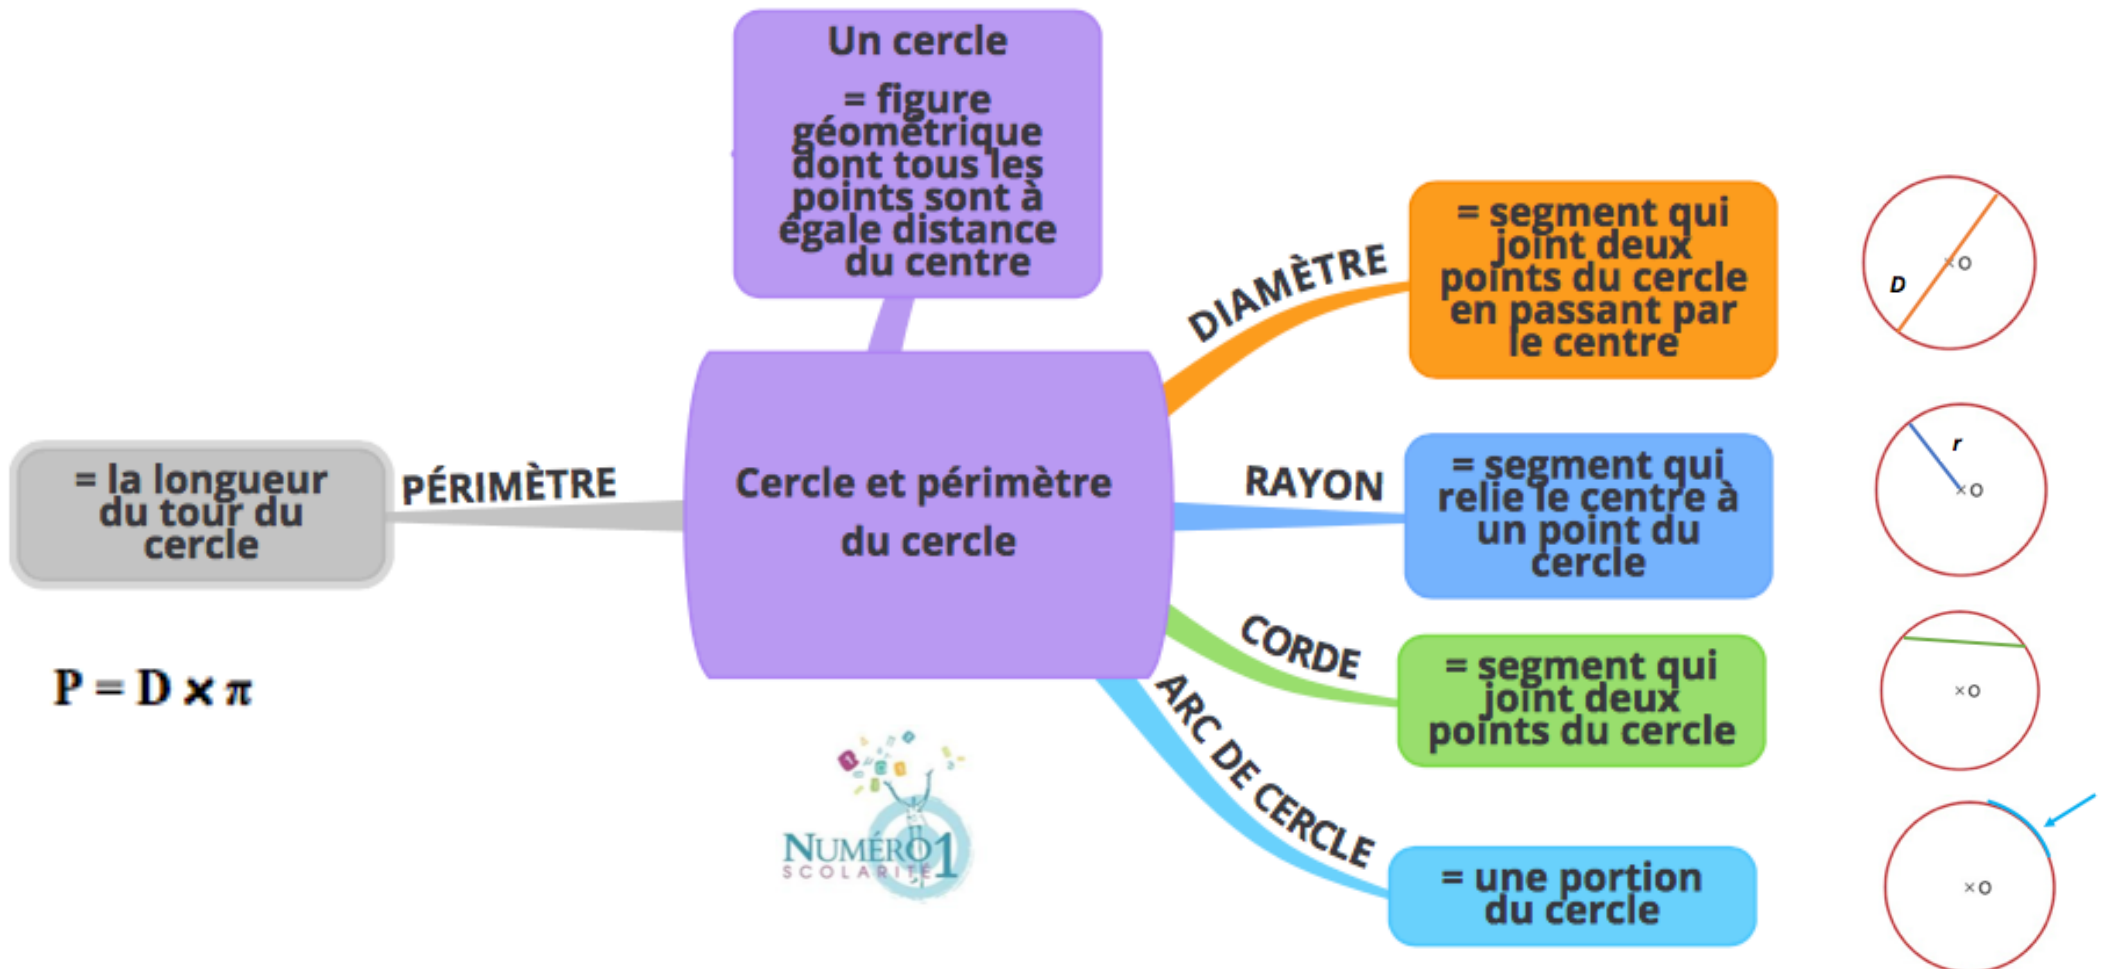 Un cercle
= figure
géométrique
dont tous les
points sont à
égale distance
du centre
Cercle et périmètre
du cercle
PÉRIMÈTRE
= la longueur
du tour du
cercle
P = D × π
DIAMÈTRE
= segment qui
joint deux
points du cercle
en passant par
le centre
D
×O
RAYON
= segment qui
relie le centre à
un point du
cercle
r
×O
CORDE
= segment qui
joint deux
points du cercle
×O
ARC DE CERCLE
= une portion
du cercle
×O
NUMÉRO1
SCOLARITÉ